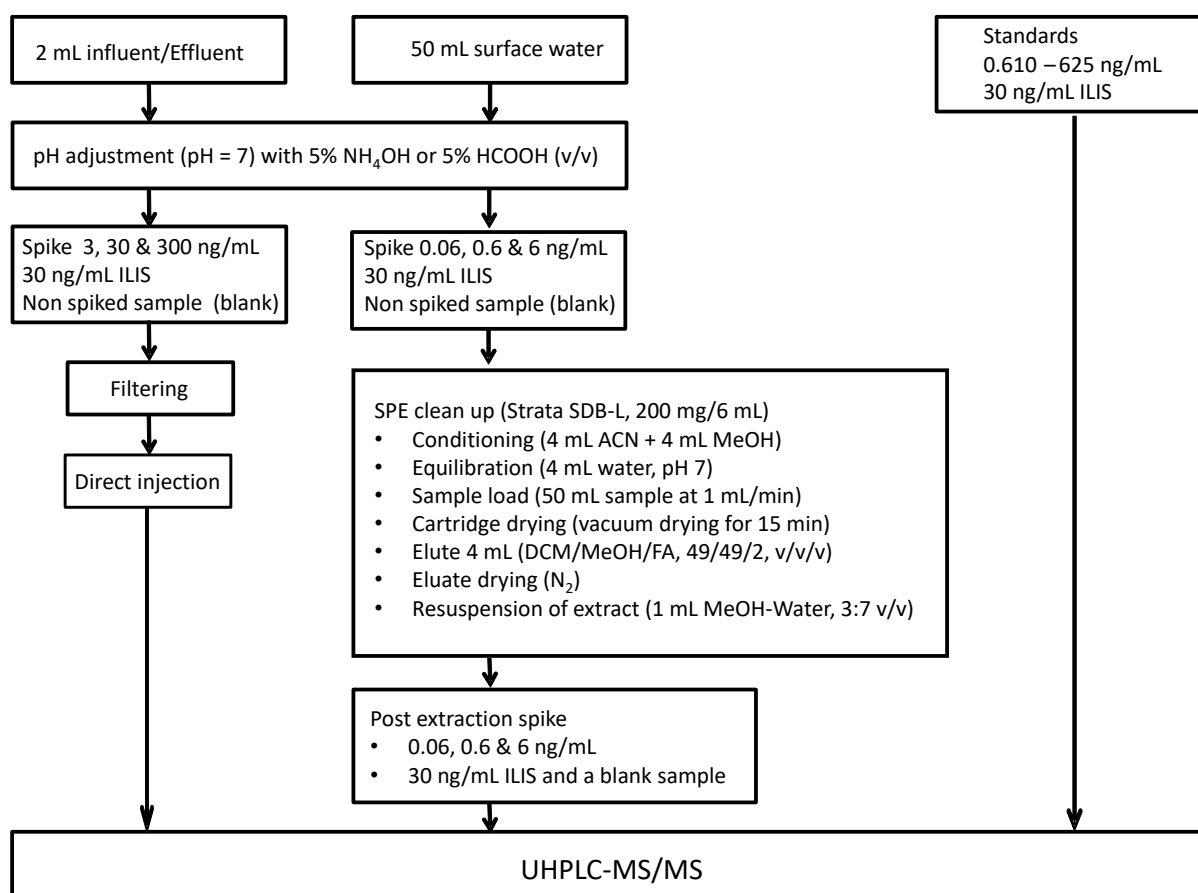 2 mL influent/Effluent
50 mL surface water
Standards
0.610 – 625 ng/mL
30 ng/mL ILIS
pH adjustment (pH = 7) with 5% NH₄OH or 5% HCOOH (v/v)
Spike 3, 30 & 300 ng/mL
30 ng/mL ILIS
Non spiked sample (blank)
Spike 0.06, 0.6 & 6 ng/mL
30 ng/mL ILIS
Non spiked sample (blank)
Filtering
Direct injection
SPE clean up (Strata SDB-L, 200 mg/6 mL)
• Conditioning (4 mL ACN + 4 mL MeOH)
• Equilibration (4 mL water, pH 7)
• Sample load (50 mL sample at 1 mL/min)
• Cartridge drying (vacuum drying for 15 min)
• Elute 4 mL (DCM/MeOH/FA, 49/49/2, v/v/v)
• Eluate drying (N₂)
• Resuspension of extract (1 mL MeOH-Water, 3:7 v/v)
Post extraction spike
• 0.06, 0.6 & 6 ng/mL
• 30 ng/mL ILIS and a blank sample
UHPLC-MS/MS